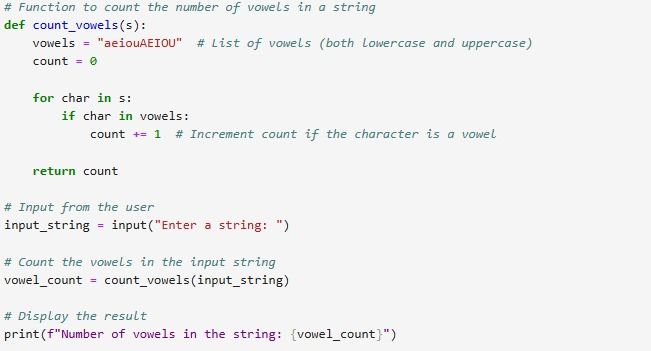 # Function to count the number of vowels in a string
def count_vowels(s):
    vowels = "aeiouAEIOU"  # List of vowels (both lowercase and uppercase)
    count = 0

    for char in s:
        if char in vowels:
            count += 1  # Increment count if the character is a vowel

    return count

# Input from the user
input_string = input("Enter a string: ")

# Count the vowels in the input string
vowel_count = count_vowels(input_string)

# Display the result
print(f"Number of vowels in the string: {vowel_count}")